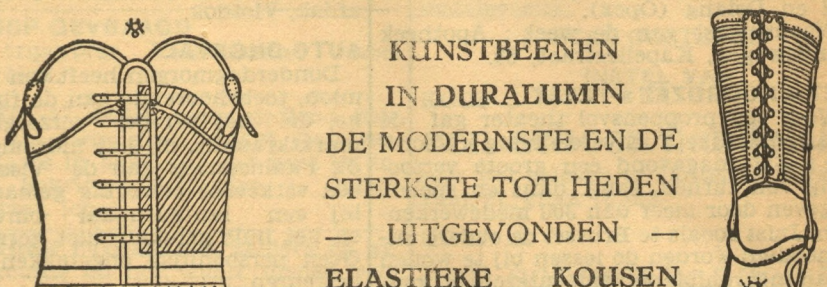 KUNSTBEENEN
IN DURALUMIN
DE MODERNSTE EN DE
STERKSTE TOT HEDEN
— UITGEVONDEN —
ELASTIEKE KOUSEN